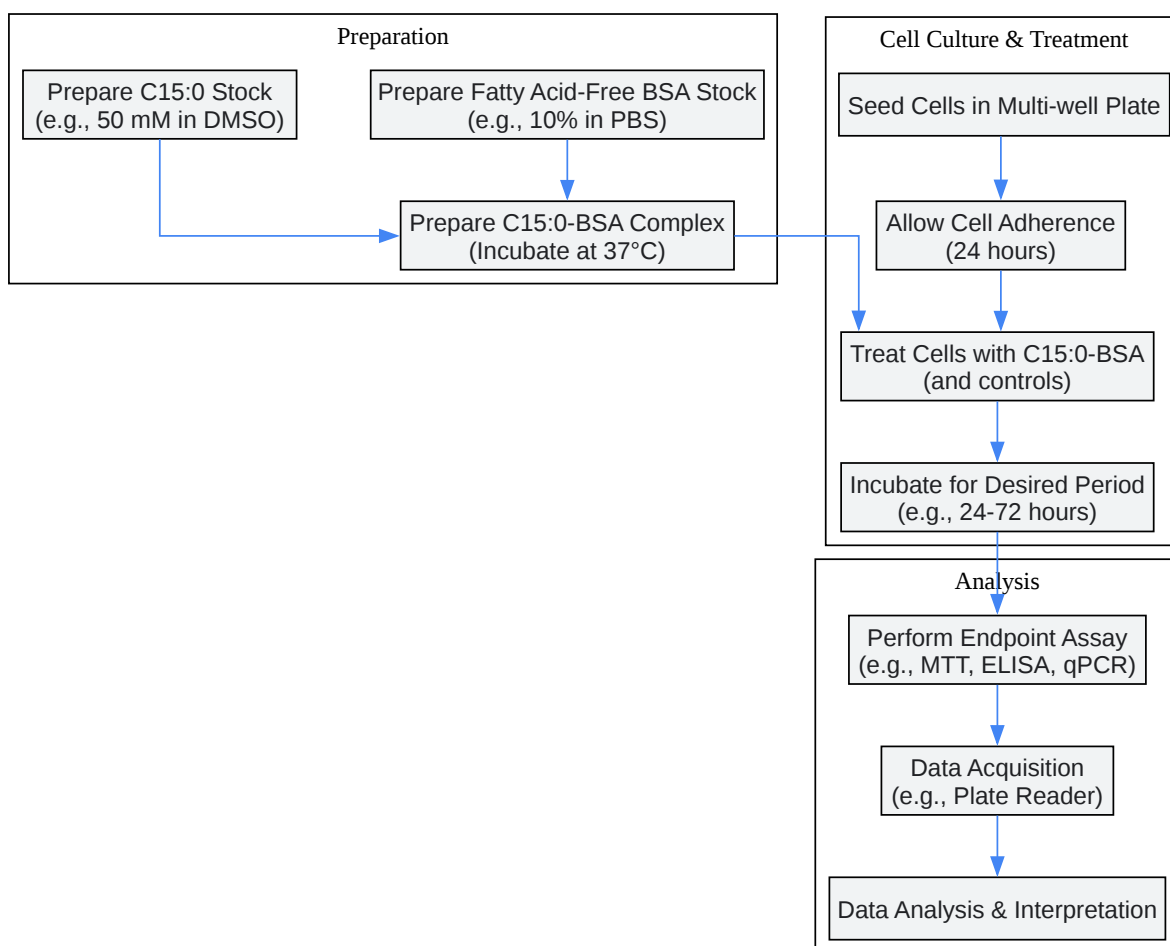 Preparation
Prepare C15:0 Stock
(e.g., 50 mM in DMSO)
Prepare Fatty Acid-Free BSA Stock
(e.g., 10% in PBS)
Prepare C15:0-BSA Complex
(Incubate at 37°C)
Cell Culture & Treatment
Seed Cells in Multi-well Plate
Allow Cell Adherence
(24 hours)
Treat Cells with C15:0-BSA
(and controls)
Incubate for Desired Period
(e.g., 24-72 hours)
Analysis
Perform Endpoint Assay
(e.g., MTT, ELISA, qPCR)
Data Acquisition
(e.g., Plate Reader)
Data Analysis & Interpretation